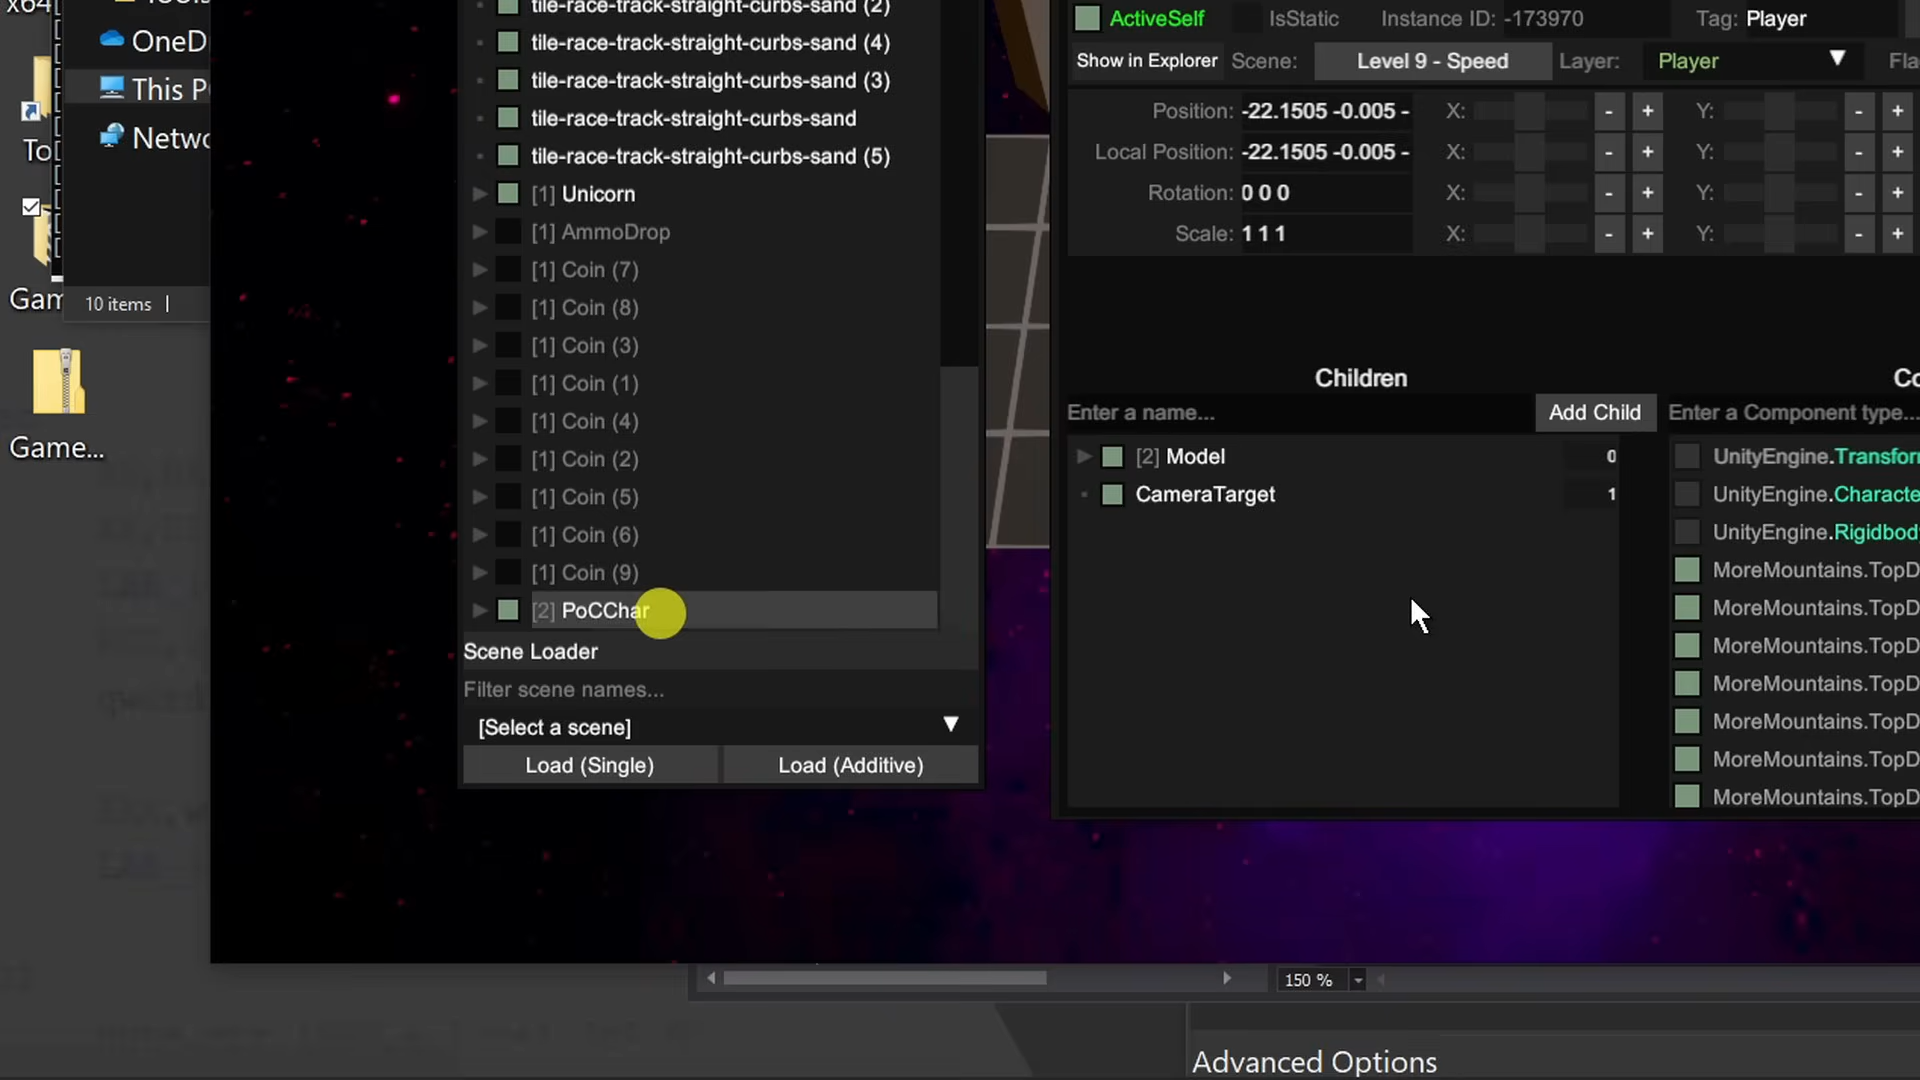 x64
OneD
This P
Netwo
To
Gam
10 items
Game...
tile-race-track-straight-curbs-sand (2)
tile-race-track-straight-curbs-sand (4)
tile-race-track-straight-curbs-sand (3)
tile-race-track-straight-curbs-sand
tile-race-track-straight-curbs-sand (5)
[1] Unicorn
[1] AmmoDrop
[1] Coin (7)
[1] Coin (8)
[1] Coin (3)
[1] Coin (1)
[1] Coin (4)
[1] Coin (2)
[1] Coin (5)
[1] Coin (6)
[1] Coin (9)
[2] PoCChar
Scene Loader
Filter scene names...
[Select a scene]
Load (Single) Load (Additive)
ActiveSelf IsStatic Instance ID: -173970 Tag: Player
Show in Explorer Scene: Level 9 - Speed Layer: Player Fla
Position: -22.1505 -0.005 - X: - + Y: - +
Local Position: -22.1505 -0.005 - X: - + Y: - +
Rotation: 0 0 0 X: - + Y: - +
Scale: 1 1 1 X: - + Y: - +
Children
Enter a name... Add Child
[2] Model 0
CameraTarget 1
Co
Enter a Component type...
UnityEngine.Transfor
UnityEngine.Characte
UnityEngine.Rigidbody
MoreMountains.TopD
MoreMountains.TopD
MoreMountains.TopD
MoreMountains.TopD
MoreMountains.TopD
MoreMountains.TopD
MoreMountains.TopD
150 %
Advanced Options